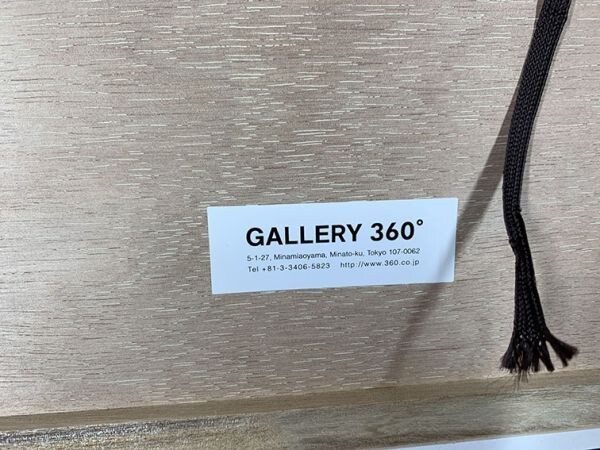 GALLERY 360°
5-1-27, Minamiaoyama, Minato-ku, Tokyo 107-0062
Tel +81-3-3406-5823 http://www.360.co.jp